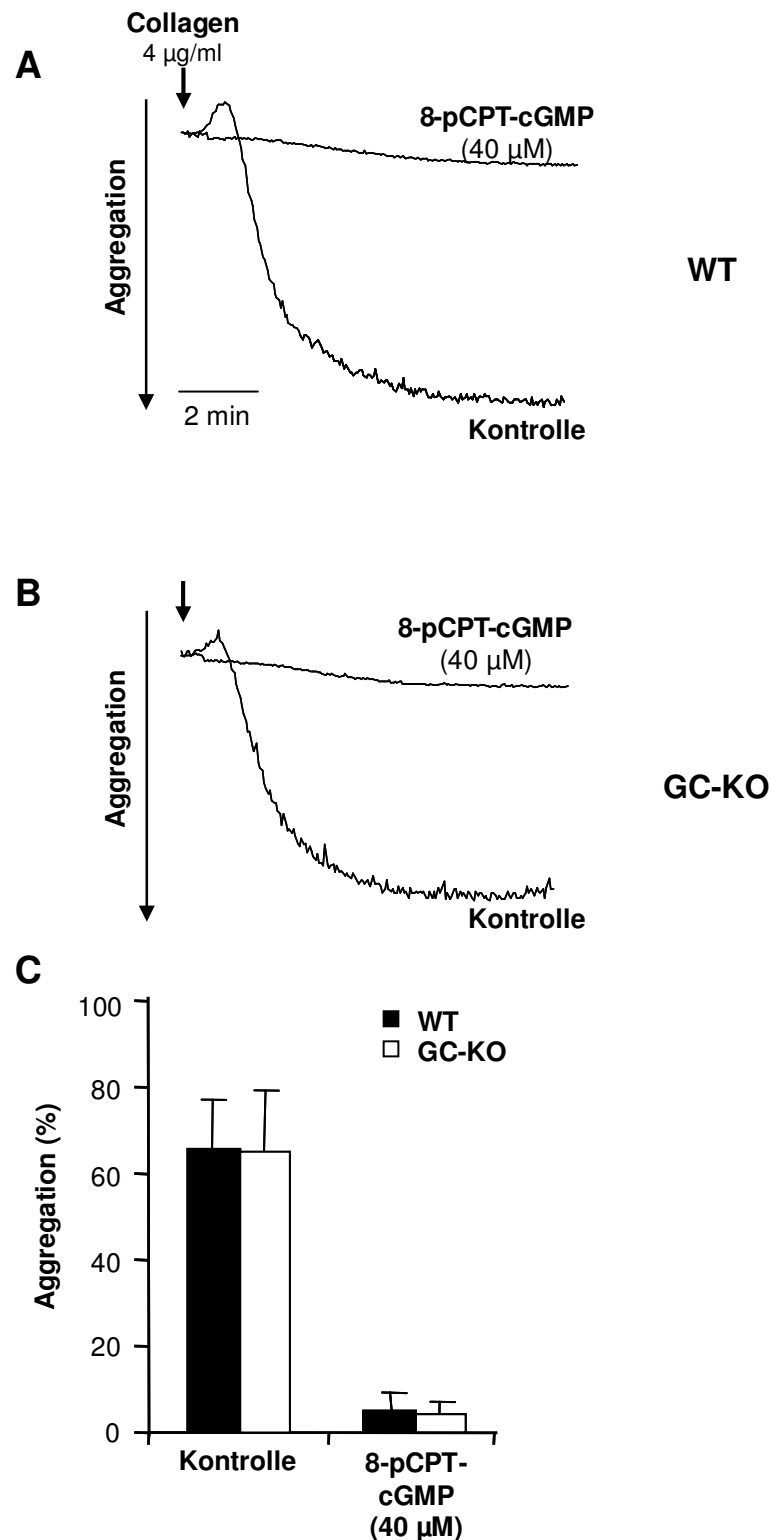 Collagen
4 µg/ml
A
8-pCPT-cGMP
(40 µM)
Aggregation
WT
2 min
Kontrolle
B
8-pCPT-cGMP
(40 µM)
Aggregation
GC-KO
Kontrolle
C
100
80
60
40
20
0
Aggregation (%)
WT
GC-KO
Kontrolle
8-pCPT-
cGMP
(40 µM)